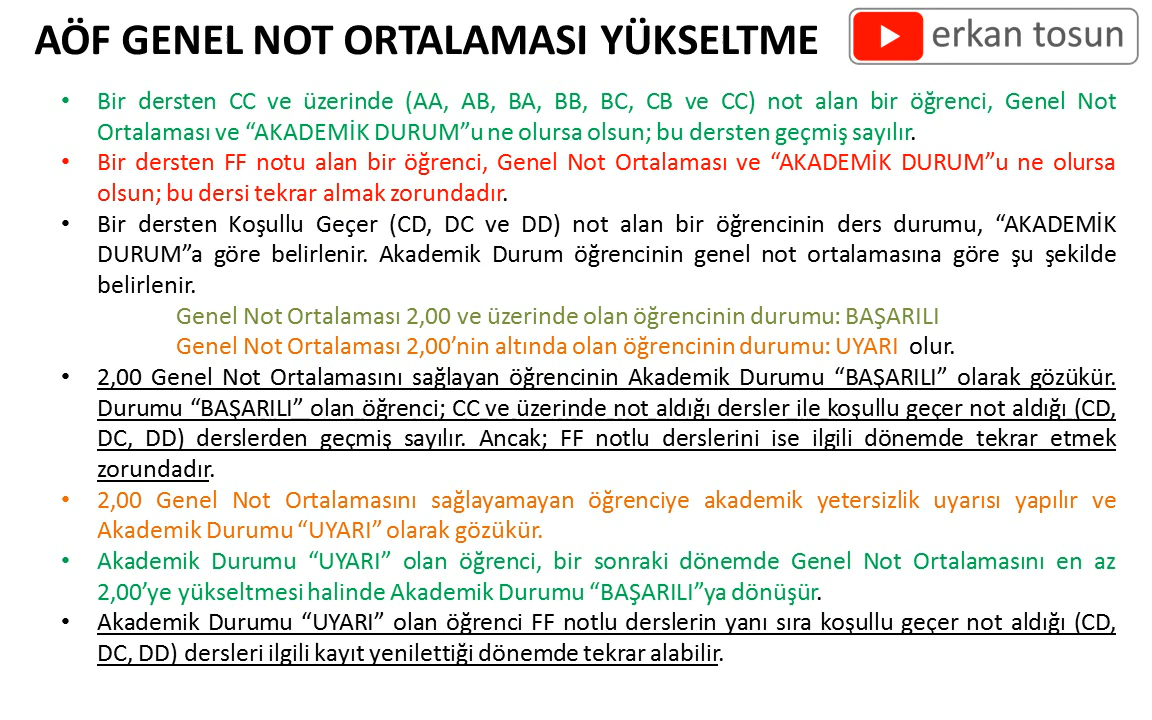 AÖF GENEL NOT ORTALAMASI YÜKSELTME
erkan tosun
• Bir dersten CC ve üzerinde (AA, AB, BA, BB, BC, CB ve CC) not alan bir öğrenci, Genel Not
Ortalaması ve “AKADEMİK DURUM”u ne olursa olsun; bu dersten geçmiş sayılır.
• Bir dersten FF notu alan bir öğrenci, Genel Not Ortalaması ve “AKADEMİK DURUM”u ne olursa
olsun; bu dersi tekrar almak zorundadır.
• Bir dersten Koşullu Geçer (CD, DC ve DD) not alan bir öğrencinin ders durumu, “AKADEMİK
DURUM”a göre belirlenir. Akademik Durum öğrencinin genel not ortalamasına göre şu şekilde
belirlenir.
Genel Not Ortalaması 2,00 ve üzerinde olan öğrencinin durumu: BAŞARILI
Genel Not Ortalaması 2,00’nin altında olan öğrencinin durumu: UYARI olur.
• 2,00 Genel Not Ortalamasını sağlayan öğrencinin Akademik Durumu “BAŞARILI” olarak gözükür.
Durumu “BAŞARILI” olan öğrenci; CC ve üzerinde not aldığı dersler ile koşullu geçer not aldığı (CD,
DC, DD) derslerden geçmiş sayılır. Ancak; FF notlu derslerini ise ilgili dönemde tekrar etmek
zorundadır.
• 2,00 Genel Not Ortalamasını sağlayamayan öğrenciye akademik yetersizlik uyarısı yapılır ve
Akademik Durumu “UYARI” olarak gözükür.
• Akademik Durumu “UYARI” olan öğrenci, bir sonraki dönemde Genel Not Ortalamasını en az
2,00’ye yükseltmesi halinde Akademik Durumu “BAŞARILI”ya dönüşür.
• Akademik Durumu “UYARI” olan öğrenci FF notlu derslerin yanı sıra koşullu geçer not aldığı (CD,
DC, DD) dersleri ilgili kayıt yenilettiği dönemde tekrar alabilir.